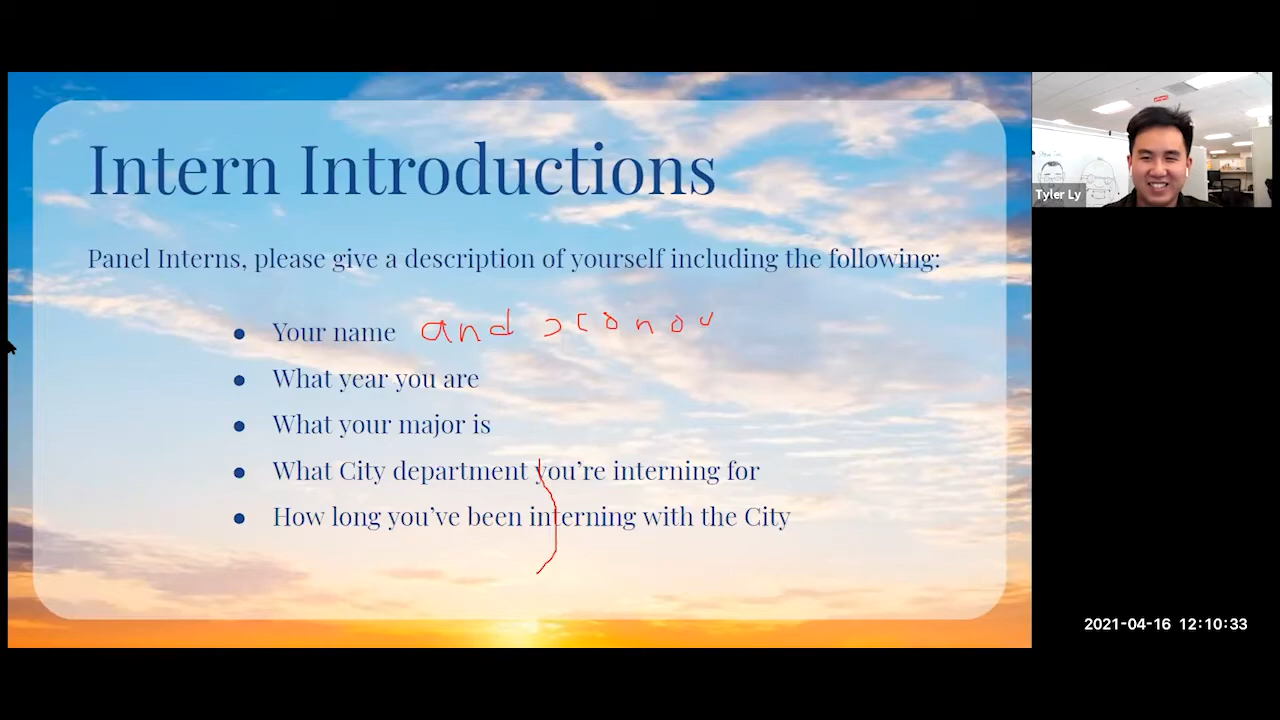 Intern Introductions
Panel Interns, please give a description of yourself including the following:
● Your name and
● What year you are
● What your major is
● What City department you’re interning for
● How long you’ve been interning with the City
Tyler Ly
2021-04-16 12:10:33